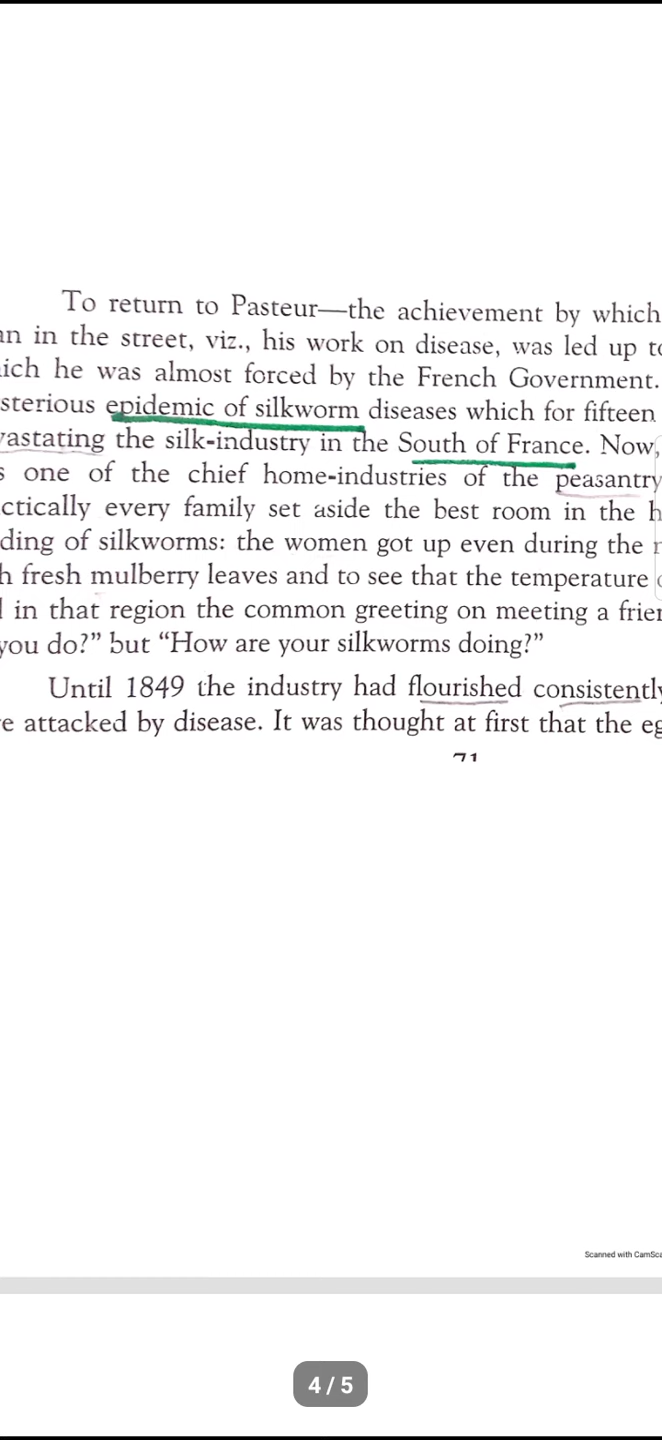 To return to Pasteur—the achievement by which
in the street, viz., his work on disease, was led up
he was almost forced by the French Government.
epidemic of silkworm diseases which for fifteen
the silk-industry in the South of France. Now,
one of the chief home-industries of the peasantry
every family set aside the best room in the
of silkworms: the women got up even during the
fresh mulberry leaves and to see that the temperature
in that region the common greeting on meeting a
you do?” but “How are your silkworms doing?”
Until 1849 the industry had flourished consistently
attacked by disease. It was thought at first that the
71
Scanned with
4 / 5